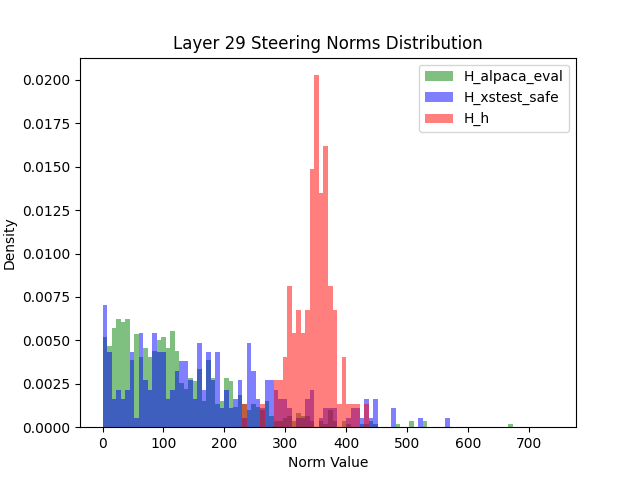 Layer 29 Steering Norms Distribution
H_alpaca_eval
H_xstest_safe
H_h
Density
0.0200
0.0175
0.0150
0.0125
0.0100
0.0075
0.0050
0.0025
0.0000
0 100 200 300 400 500 600 700
Norm Value